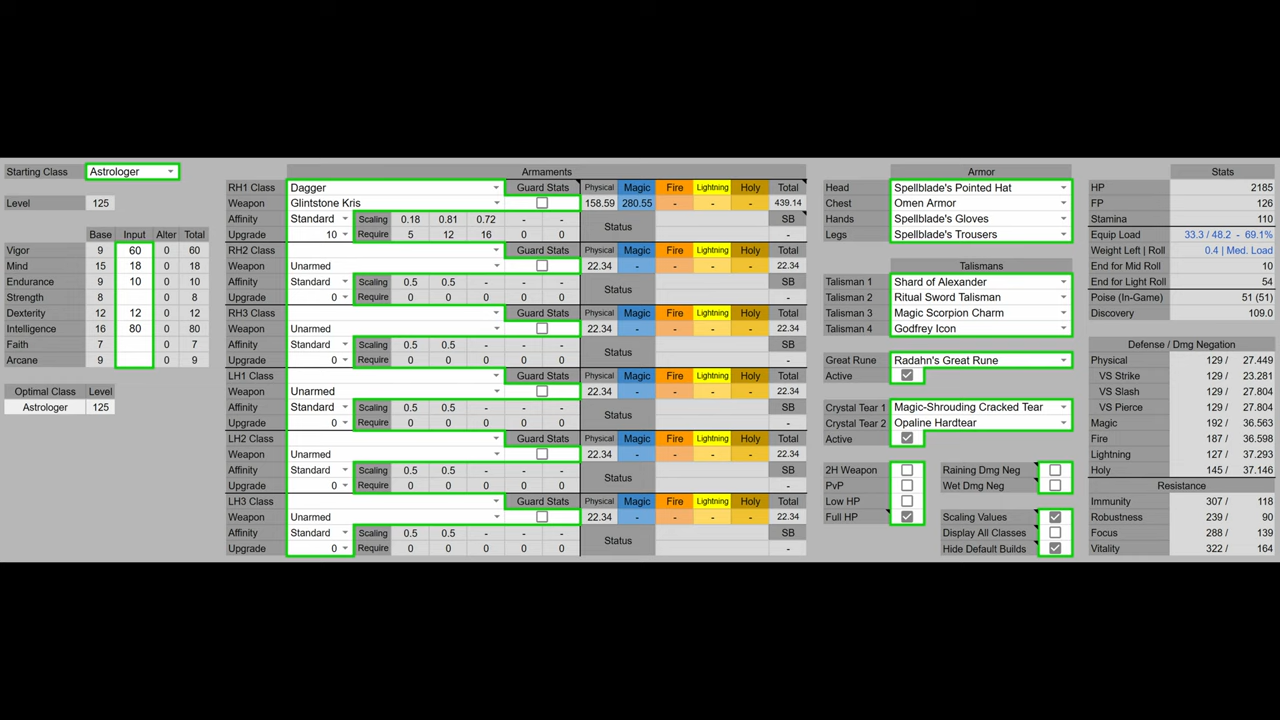 Starting Class Astrologer
Level 125
Base Input Alter Total
Vigor 9 60 0 60
Mind 15 18 0 18
Endurance 9 10 0 10
Strength 8 0 8
Dexterity 12 12 0 12
Intelligence 16 80 0 80
Faith 7 0 7
Arcane 9 0 9
Optimal Class Level
Astrologer 125
Armaments
RH1 Class Dagger Guard Stats Physical Magic Fire Lightning Holy Total
Weapon Glintstone Kris 158.59 280.55 - - - 439.14
Affinity Standard Scaling 0.18 0.81 0.72 - - Status SB
Upgrade 10 Require 5 12 16 0 0 -
RH2 Class Guard Stats Physical Magic Fire Lightning Holy Total
Weapon Unarmed 22.34 - - - - 22.34
Affinity Standard Scaling 0.5 0.5 - - - Status SB
Upgrade 0 Require 0 0 0 0 0 -
RH3 Class Guard Stats Physical Magic Fire Lightning Holy Total
Weapon Unarmed 22.34 - - - - 22.34
Affinity Standard Scaling 0.5 0.5 - - - Status SB
Upgrade 0 Require 0 0 0 0 0 -
LH1 Class Guard Stats Physical Magic Fire Lightning Holy Total
Weapon Unarmed 22.34 - - - - 22.34
Affinity Standard Scaling 0.5 0.5 - - - Status SB
Upgrade 0 Require 0 0 0 0 0 -
LH2 Class Guard Stats Physical Magic Fire Lightning Holy Total
Weapon Unarmed 22.34 - - - - 22.34
Affinity Standard Scaling 0.5 0.5 - - - Status SB
Upgrade 0 Require 0 0 0 0 0 -
LH3 Class Guard Stats Physical Magic Fire Lightning Holy Total
Weapon Unarmed 22.34 - - - - 22.34
Affinity Standard Scaling 0.5 0.5 - - - Status SB
Upgrade 0 Require 0 0 0 0 0 -
Armor
Head Spellblade's Pointed Hat
Chest Omen Armor
Hands Spellblade's Gloves
Legs Spellblade's Trousers
Talismans
Talisman 1 Shard of Alexander
Talisman 2 Ritual Sword Talisman
Talisman 3 Magic Scorpion Charm
Talisman 4 Godfrey Icon
Great Rune Radahn's Great Rune
Active
Crystal Tear 1 Magic-Shrouding Cracked Tear
Crystal Tear 2 Opaline Hardtear
Active
2H Weapon Raining Dmg Neg
PvP Wet Dmg Neg
Low HP
Full HP Scaling Values
Display All Classes
Hide Default Builds
Stats
HP 2185
FP 126
Stamina 110
Equip Load 33.3 / 48.2 - 69.1%
Weight Left | Roll 0.4 | Med. Load
End for Mid Roll 10
End for Light Roll 54
Poise (In-Game) 51 (51)
Discovery 109.0
Defense / Dmg Negation
Physical 129 / 27.449
VS Strike 129 / 23.281
VS Slash 129 / 27.804
VS Pierce 129 / 27.804
Magic 192 / 36.563
Fire 187 / 36.598
Lightning 127 / 37.293
Holy 145 / 37.146
Resistance
Immunity 307 / 118
Robustness 239 / 90
Focus 288 / 139
Vitality 322 / 164